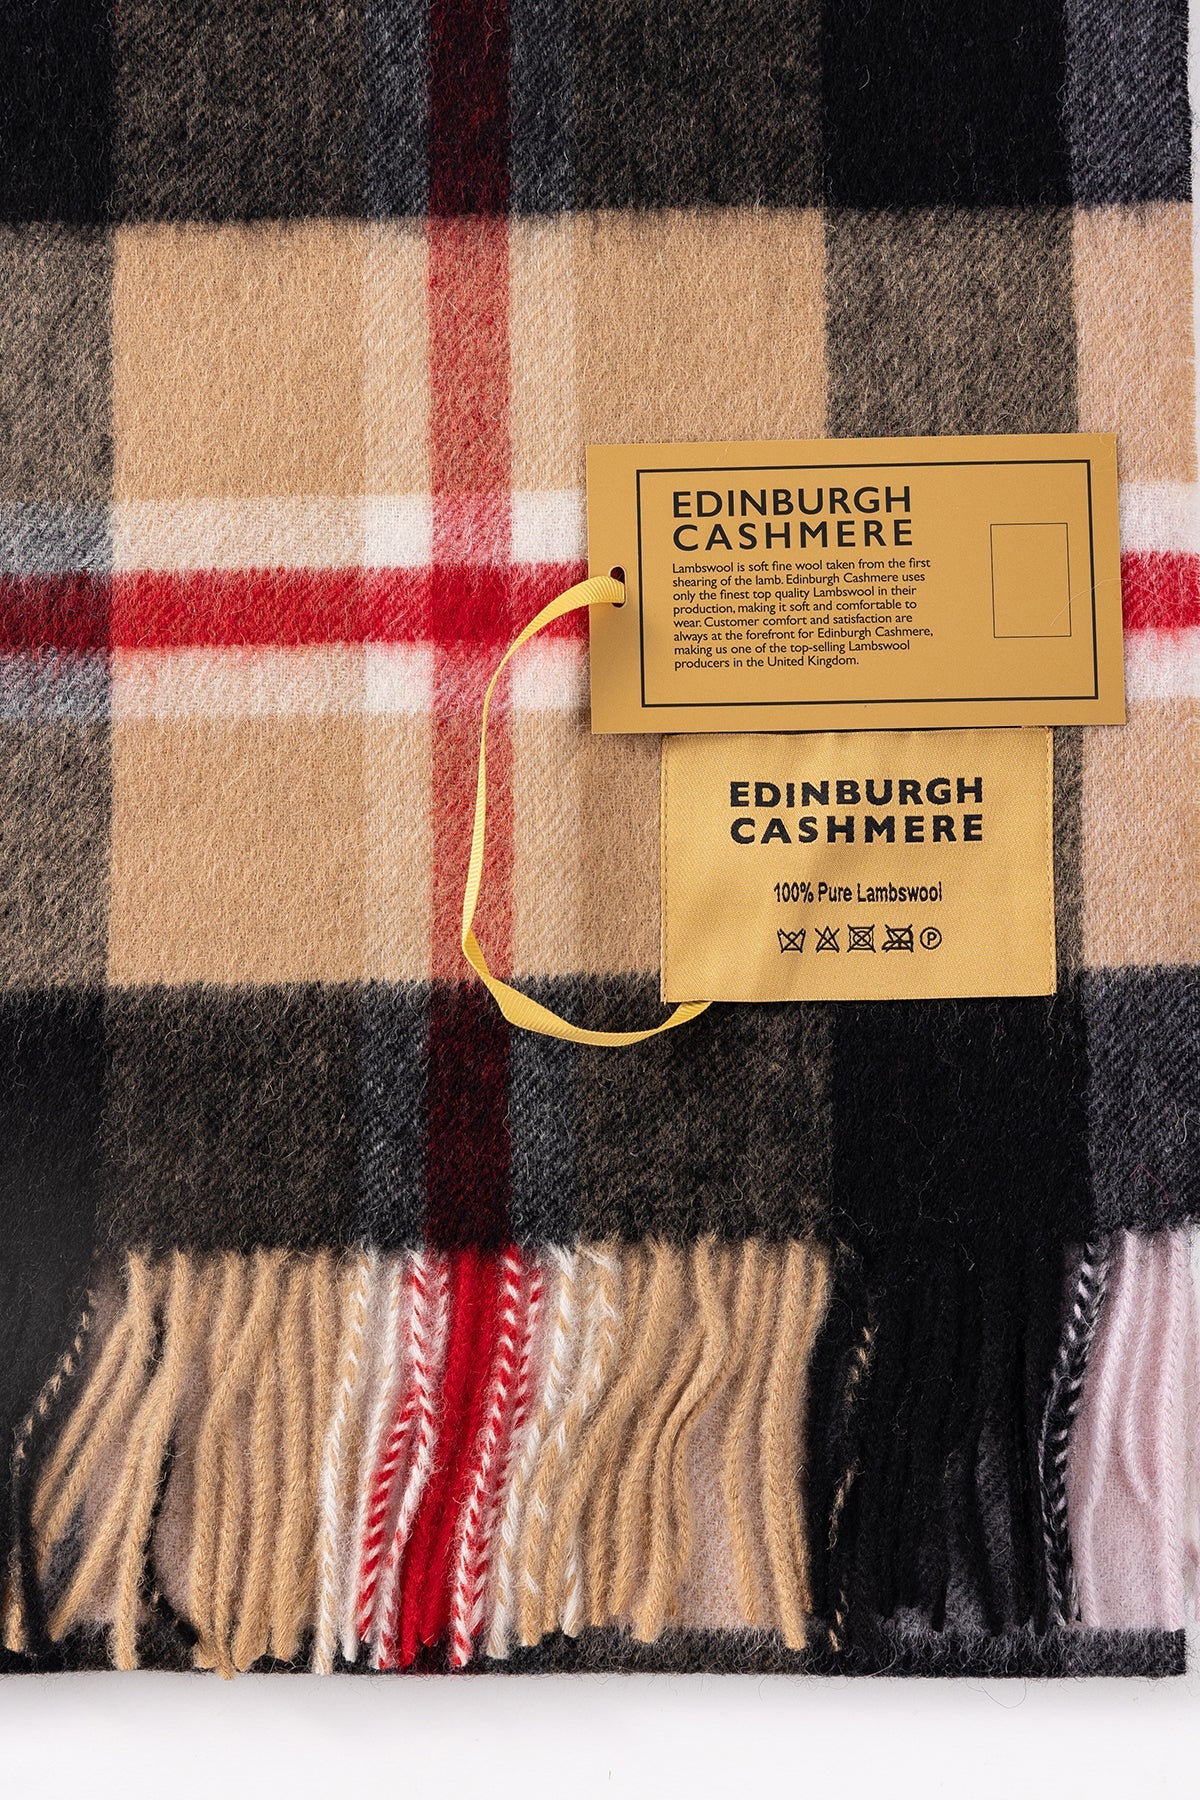 EDINBURGH
CASHMERE
Lambswool is soft fine wool taken from the first
shearing of the lamb. Edinburgh Cashmere uses
only the finest top quality Lambswool in their
production, making it soft and comfortable to
wear. Customer comfort and satisfaction are
always at the forefront for Edinburgh Cashmere,
making us one of the top-selling Lambswool
producers in the United Kingdom.
EDINBURGH
CASHMERE
100% Pure Lambswool
P